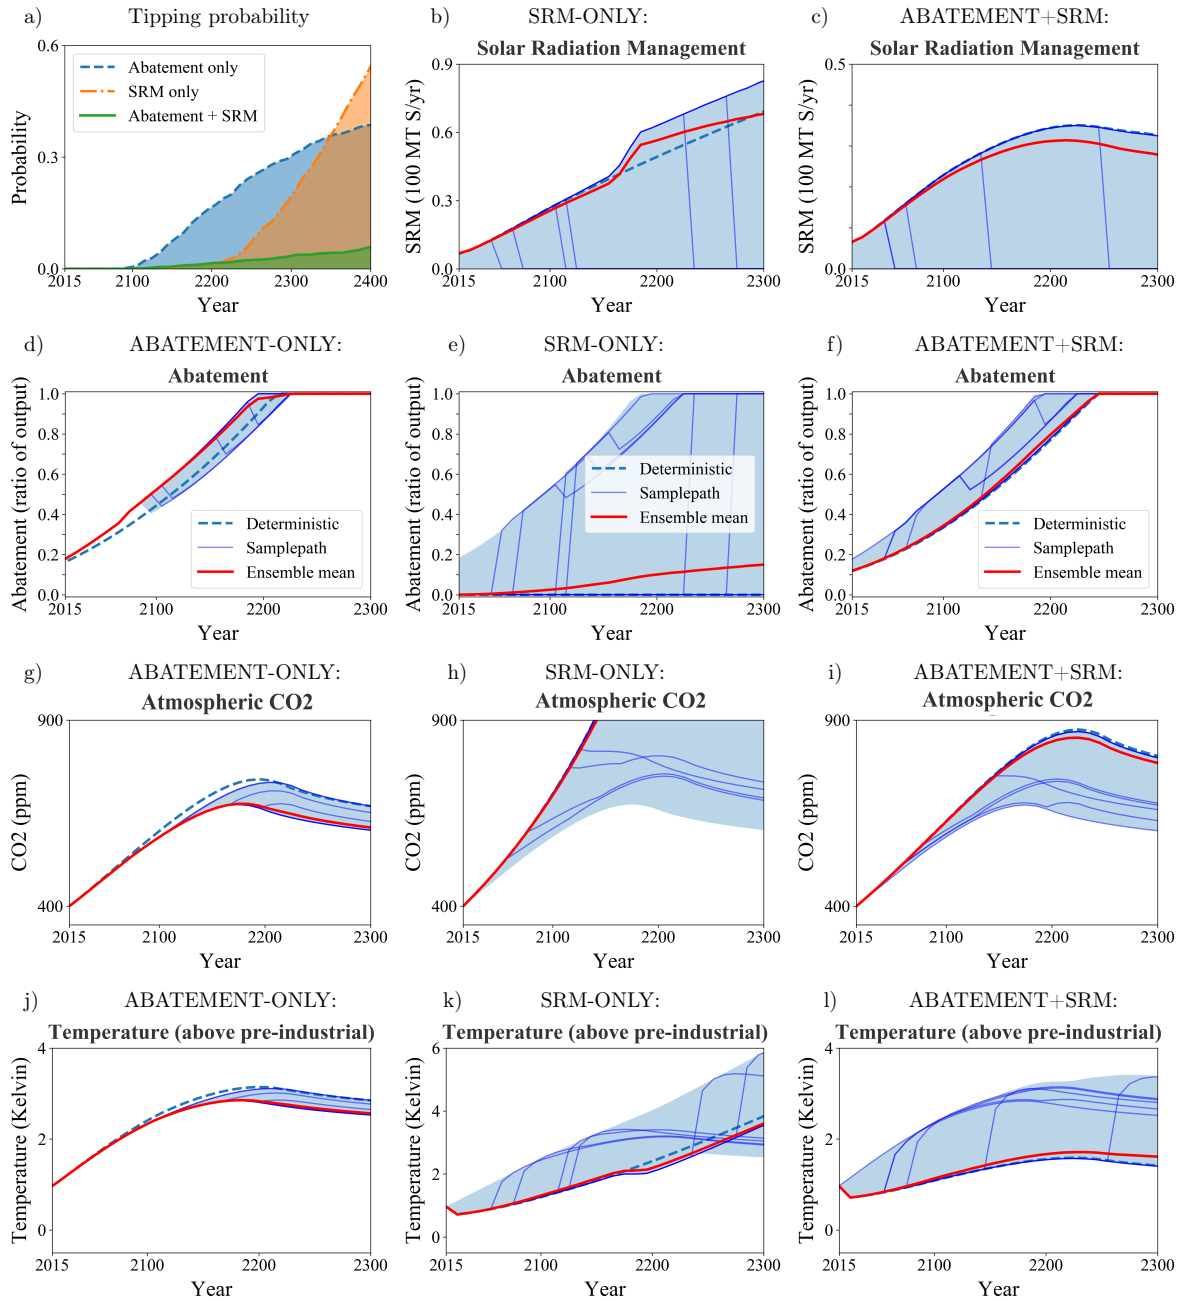 a) Tipping probability
0.6
0.3
0.0
Probability
Abatement only
SRM only
Abatement + SRM
2015 2100 2200 2300 2400
Year
b) SRM-ONLY:
Solar Radiation Management
0.9
0.6
0.3
0.0
SRM (100 MT S/yr)
2015 2100 2200 2300
Year
c) ABATEMENT+SRM:
Solar Radiation Management
0.5
0.0
SRM (100 MT S/yr)
2015 2100 2200 2300
Year
d) ABATEMENT-ONLY:
Abatement
1.0
0.8
0.6
0.4
0.2
0.0
Abatement (ratio of output)
Deterministic
Samplepath
Ensemble mean
2015 2100 2200 2300
Year
e) SRM-ONLY:
Abatement
1.0
0.8
0.6
0.4
0.2
0.0
Abatement (ratio of output)
Deterministic
Samplepath
Ensemble mean
2015 2100 2200 2300
Year
f) ABATEMENT+SRM:
Abatement
1.0
0.8
0.6
0.4
0.2
0.0
Abatement (ratio of output)
Deterministic
Samplepath
Ensemble mean
2015 2100 2200 2300
Year
g) ABATEMENT-ONLY:
Atmospheric CO2
900
400
CO2 (ppm)
2015 2100 2200 2300
Year
h) SRM-ONLY:
Atmospheric CO2
900
400
CO2 (ppm)
2015 2100 2200 2300
Year
i) ABATEMENT+SRM:
Atmospheric CO2
900
400
CO2 (ppm)
2015 2100 2200 2300
Year
j) ABATEMENT-ONLY:
Temperature (above pre-industrial)
4
2
0
Temperature (Kelvin)
2015 2100 2200 2300
Year
k) SRM-ONLY:
Temperature (above pre-industrial)
6
4
2
0
Temperature (Kelvin)
2015 2100 2200 2300
Year
l) ABATEMENT+SRM:
Temperature (above pre-industrial)
4
2
0
Temperature (Kelvin)
2015 2100 2200 2300
Year